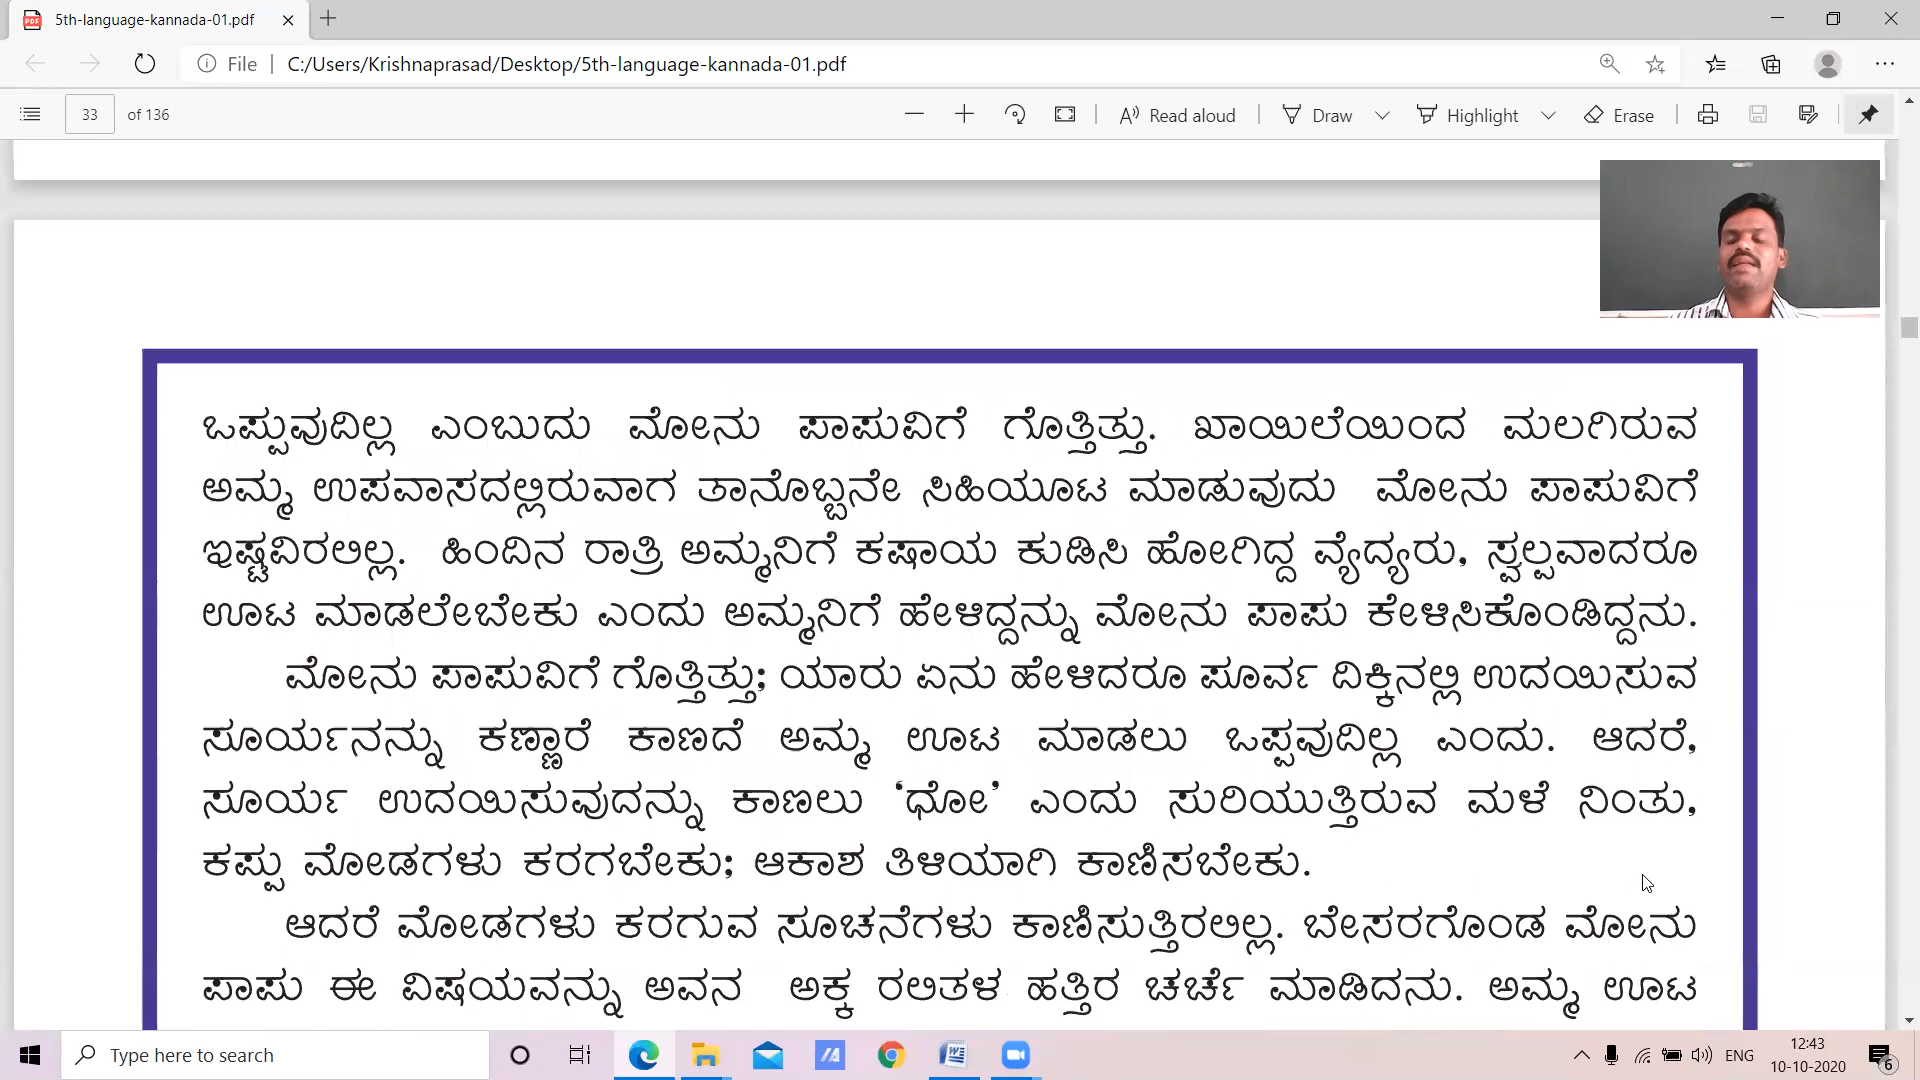 5th-language-kannada-01.pdf
File
C:/Users/Krishnaprasad/Desktop/5th-language-kannada-01.pdf
33 of 136
Read aloud
Draw
Highlight
Erase
ಒಪ್ಪುವುದಿಲ್ಲ ಎಂಬುದು ಮೋನು ಪಾಪುವಿಗೆ ಗೊತ್ತಿತ್ತು. ಖಾಯಿಲೆಯಿಂದ ಮಲಗಿರುವ
ಅಮ್ಮ ಉಪವಾಸದಲ್ಲಿರುವಾಗ ತಾನೊಬ್ಬನೇ ಸಿಹಿಯೂಟ ಮಾಡುವುದು ಮೋನು ಪಾಪುವಿಗೆ
ಇಷ್ಟವಿರಲಿಲ್ಲ. ಹಿಂದಿನ ರಾತ್ರಿ ಅಮ್ಮನಿಗೆ ಕಷಾಯ ಕುಡಿಸಿ ಹೋಗಿದ್ದ ವ್ಯೆದ್ಯರು, ಸ್ವಲ್ಪವಾದರೂ
ಊಟ ಮಾಡಲೇಬೇಕು ಎಂದು ಅಮ್ಮನಿಗೆ ಹೇಳಿದ್ದನ್ನು ಮೋನು ಪಾಪು ಕೇಳಿಸಿಕೊಂಡಿದ್ದನು.
ಮೋನು ಪಾಪುವಿಗೆ ಗೊತ್ತಿತ್ತು; ಯಾರು ಏನು ಹೇಳಿದರೂ ಪೂರ್ವ ದಿಕ್ಕಿನಲ್ಲಿ ಉದಯಿಸುವ
ಸೂರ್ಯನನ್ನು ಕಣ್ಣಾರೆ ಕಾಣದೆ ಅಮ್ಮ ಊಟ ಮಾಡಲು ಒಪ್ಪವುದಿಲ್ಲ ಎಂದು. ಆದರೆ,
ಸೂರ್ಯ ಉದಯಿಸುವುದನ್ನು ಕಾಣಲು ‘ಧೋ’ ಎಂದು ಸುರಿಯುತ್ತಿರುವ ಮಳೆ ನಿಂತು,
ಕಪ್ಪು ಮೋಡಗಳು ಕರಗಬೇಕು; ಆಕಾಶ ತಿಳಿಯಾಗಿ ಕಾಣಿಸಬೇಕು.
ಆದರೆ ಮೋಡಗಳು ಕರಗುವ ಸೂಚನೆಗಳು ಕಾಣಿಸುತ್ತಿರಲಿಲ್ಲ. ಬೇಸರಗೊಂಡ ಮೋನು
ಪಾಪು ಈ ವಿಷಯವನ್ನು ಅವನ ಅಕ್ಕ ರಲಿತಳ ಹತ್ತಿರ ಚರ್ಚೆ ಮಾಡಿದನು. ಅಮ್ಮ ಊಟ
Type here to search
ENG
12:43
10-10-2020
6